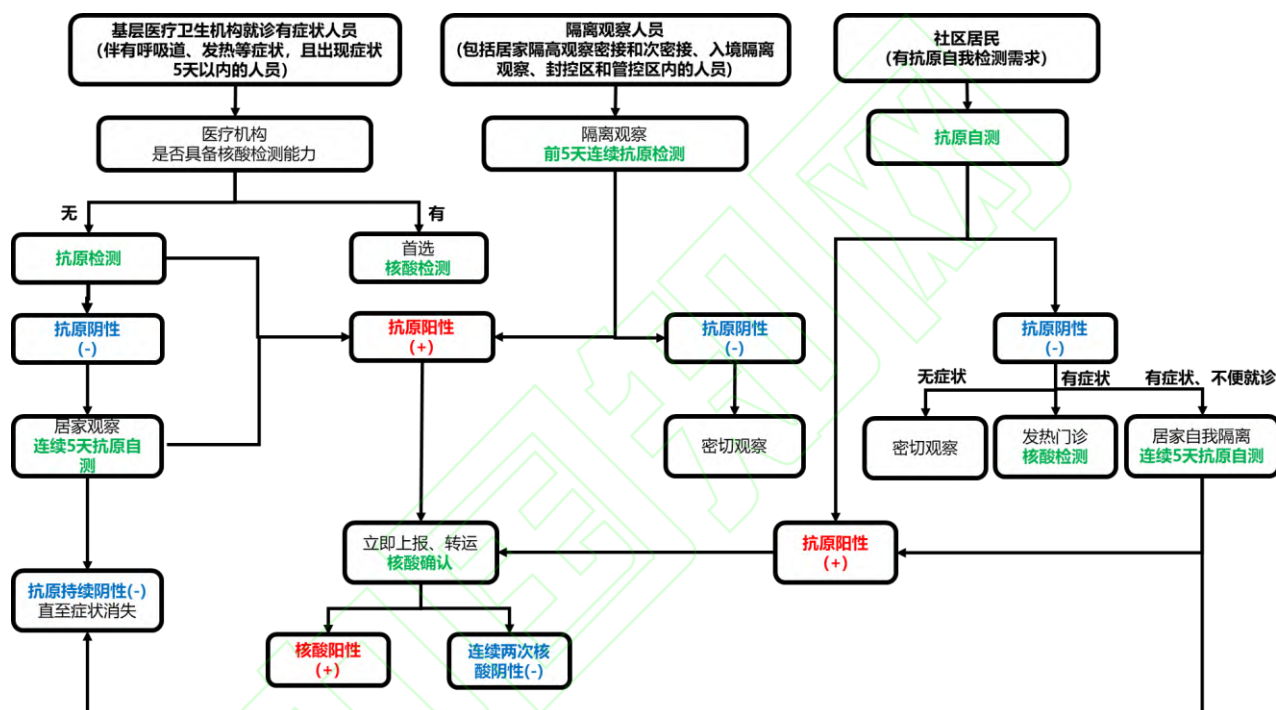 基层医疗卫生机构就诊有症状人员
(伴有呼吸道、发热等症状，且出现症状
5天以内的人员)
隔离观察人员
(包括居家隔高观察密接和次密接、入境隔离
观察、封控区和管控区内的人员)
社区居民
(有抗原自我检测需求)
医疗机构
是否具备核酸检测能力
隔离观察
前5天连续抗原检测
抗原自测
无
有
抗原检测
首选
核酸检测
抗原阴性
(-)
抗原阳性
(+)
抗原阴性
(-)
抗原阴性
(-)
无症状
有症状
有症状、不便就诊
居家观察
连续5天抗原自
测
密切观察
密切观察
发热门诊
核酸检测
居家自我隔离
连续5天抗原自测
立即上报、转运
核酸确认
抗原阳性
(+)
抗原持续阴性(-)
直至症状消失
核酸阳性
(+)
连续两次核
酸阴性(-)